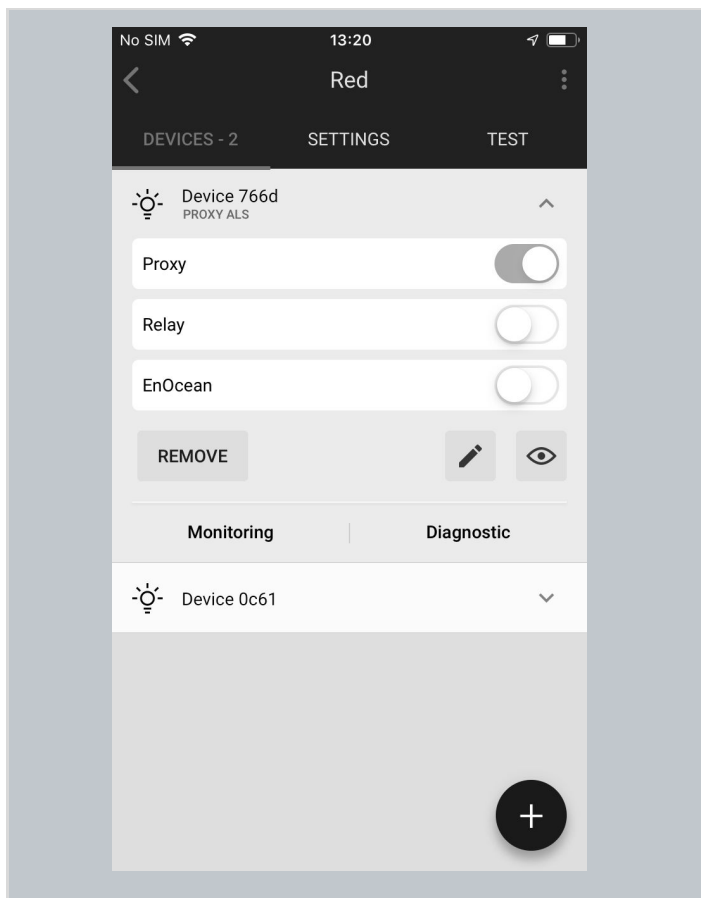 No SIM 13:20
Red
DEVICES - 2 SETTINGS TEST
Device 766d
PROXY ALS
Proxy
Relay
EnOcean
REMOVE
Monitoring Diagnostic
Device 0c61